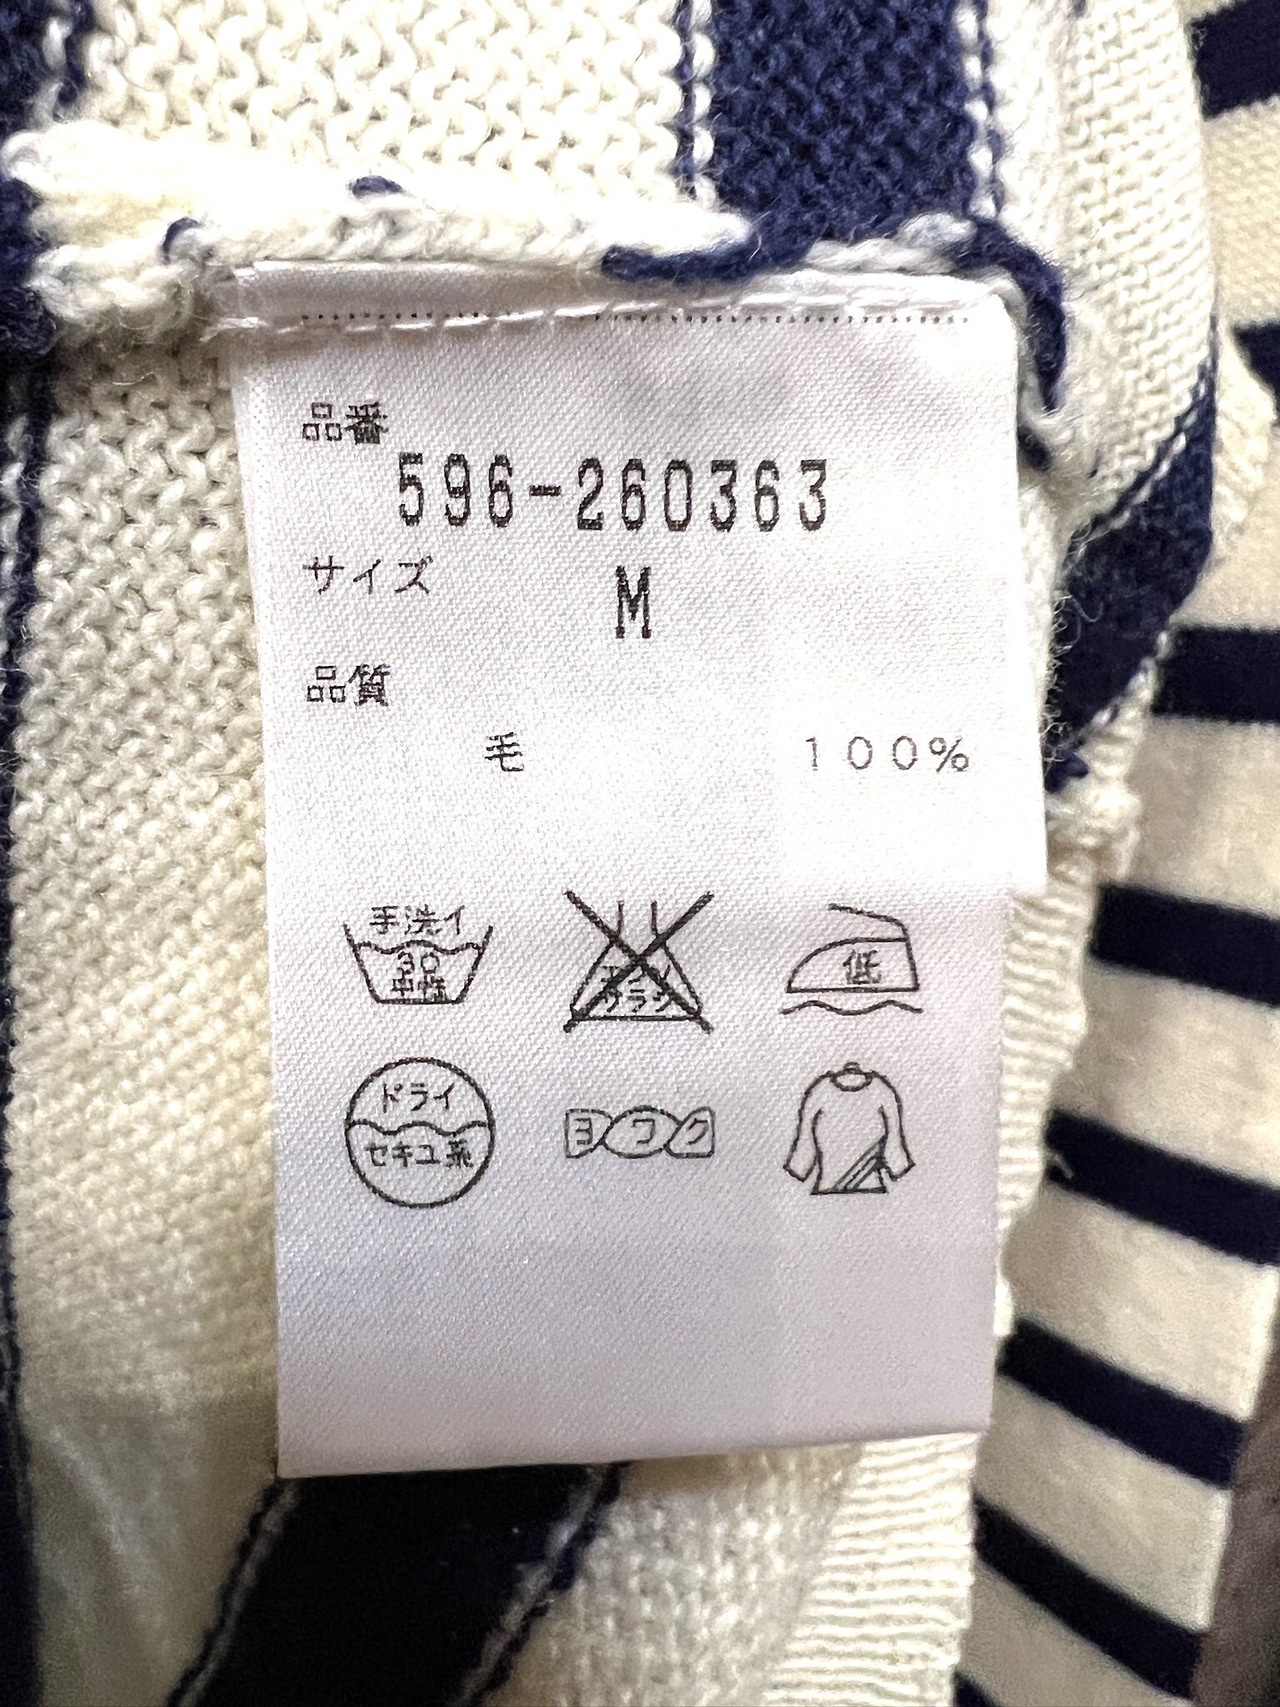 品番
596-260363
サイズ
M
品質
毛 100%
手洗イ
30
中性
エンソ
サラシ
低
ドライ
セキユ系
ヨワク